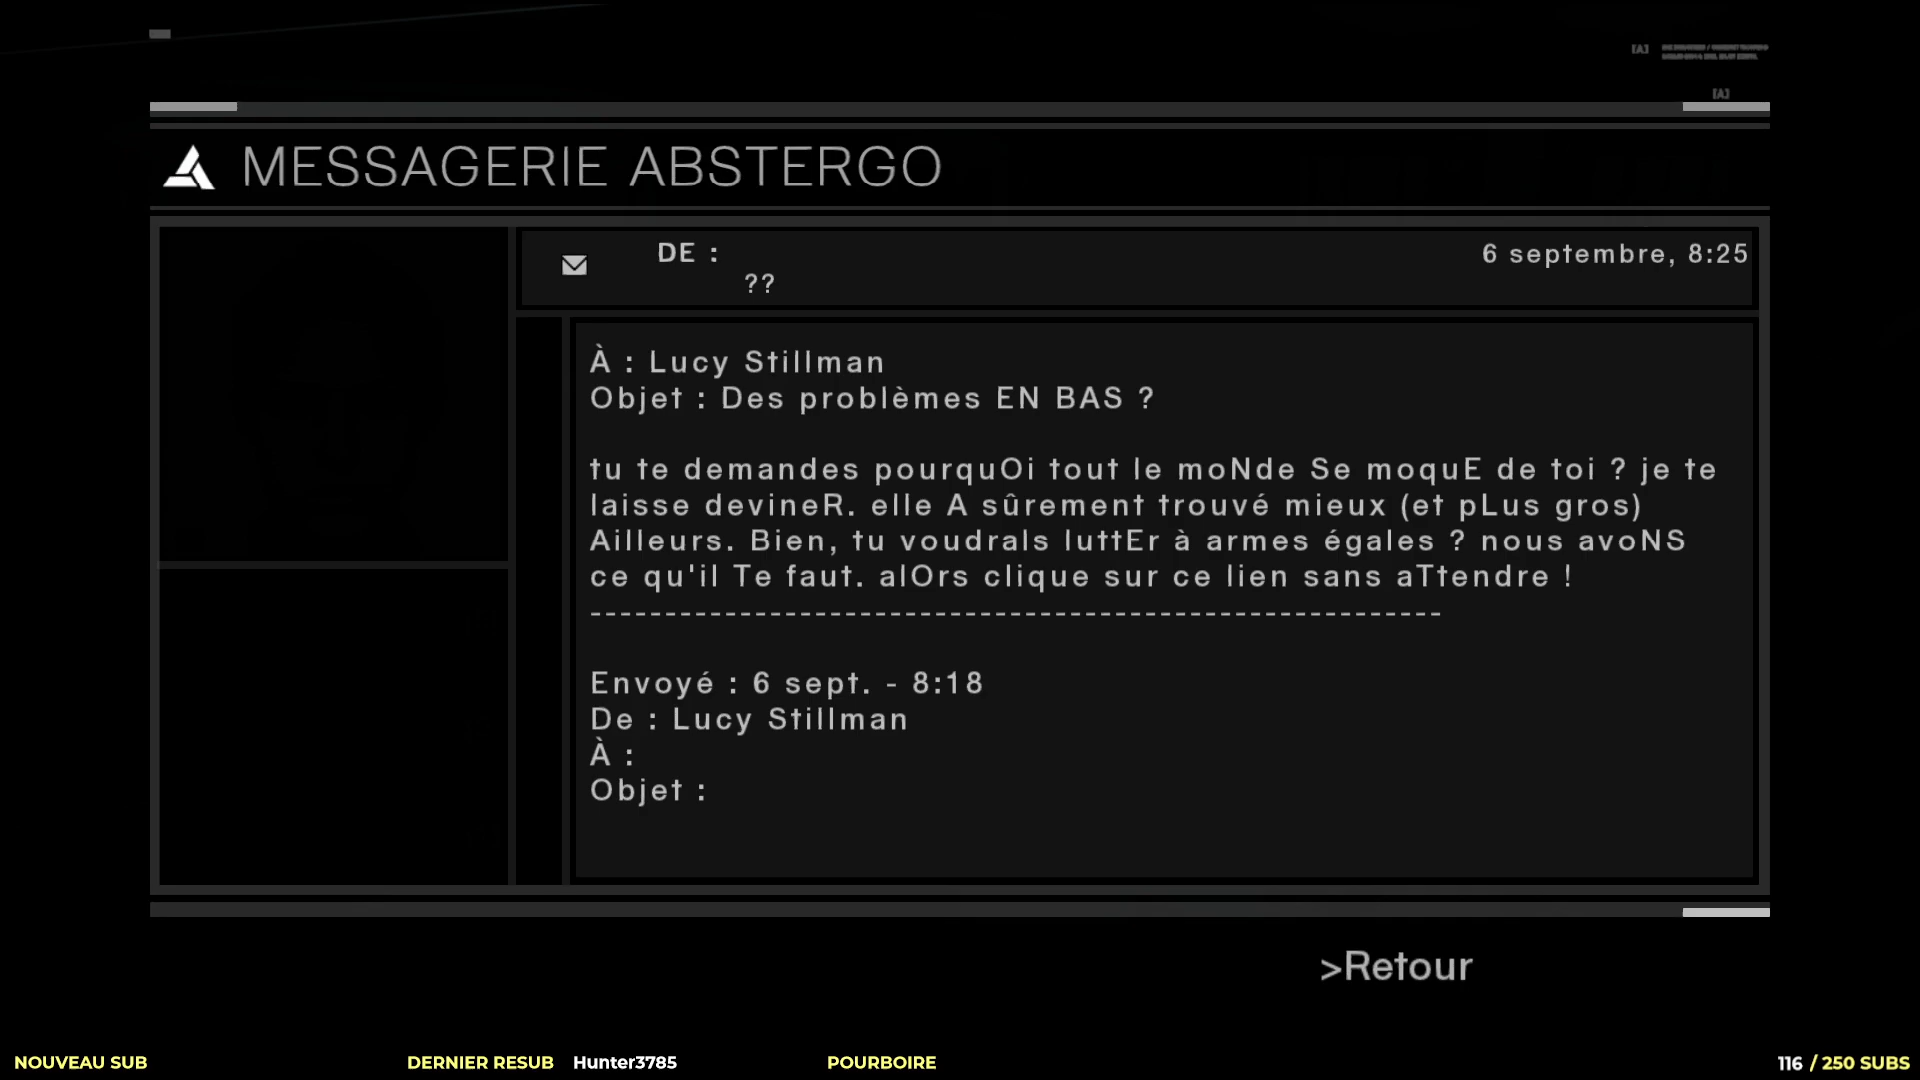 [A]
[A]
MESSAGERIE ABSTERGO
DE :
6 septembre, 8:25
??
À : Lucy Stillman
Objet : Des problèmes EN BAS ?
tu te demandes pourquOi tout le moNde Se moquE de toi ? je te
laisse devineR. elle A sûrement trouvé mieux (et pLus gros)
Ailleurs. Bien, tu voudraIs luttEr à armes égales ? nous avoNS
ce qu'il Te faut. alOrs clique sur ce lien sans aTtendre !
---------------------------------------------------------
Envoyé : 6 sept. - 8:18
De : Lucy Stillman
À :
Objet :
>Retour
NOUVEAU SUB
DERNIER RESUB Hunter3785
POURBOIRE
116 / 250 SUBS